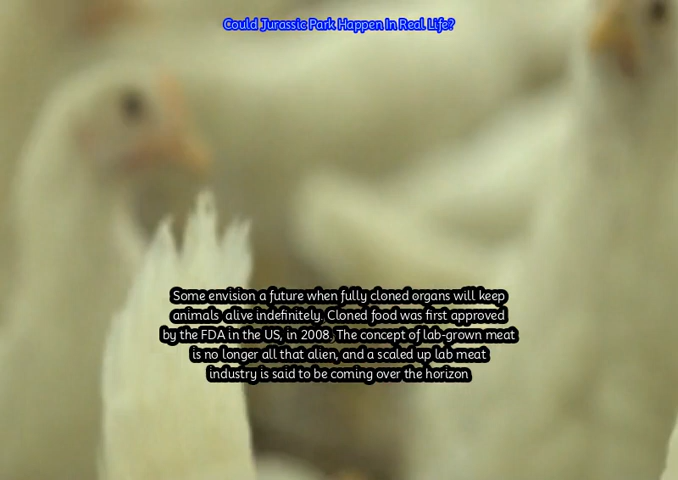 Could Jurassic Park Happen In Real Life?
Some envision a future when fully cloned organs will keep
animals alive indefinitely. Cloned food was first approved
by the FDA in the US, in 2008. The concept of lab-grown meat
is no longer all that alien, and a scaled up lab meat
industry is said to be coming over the horizon